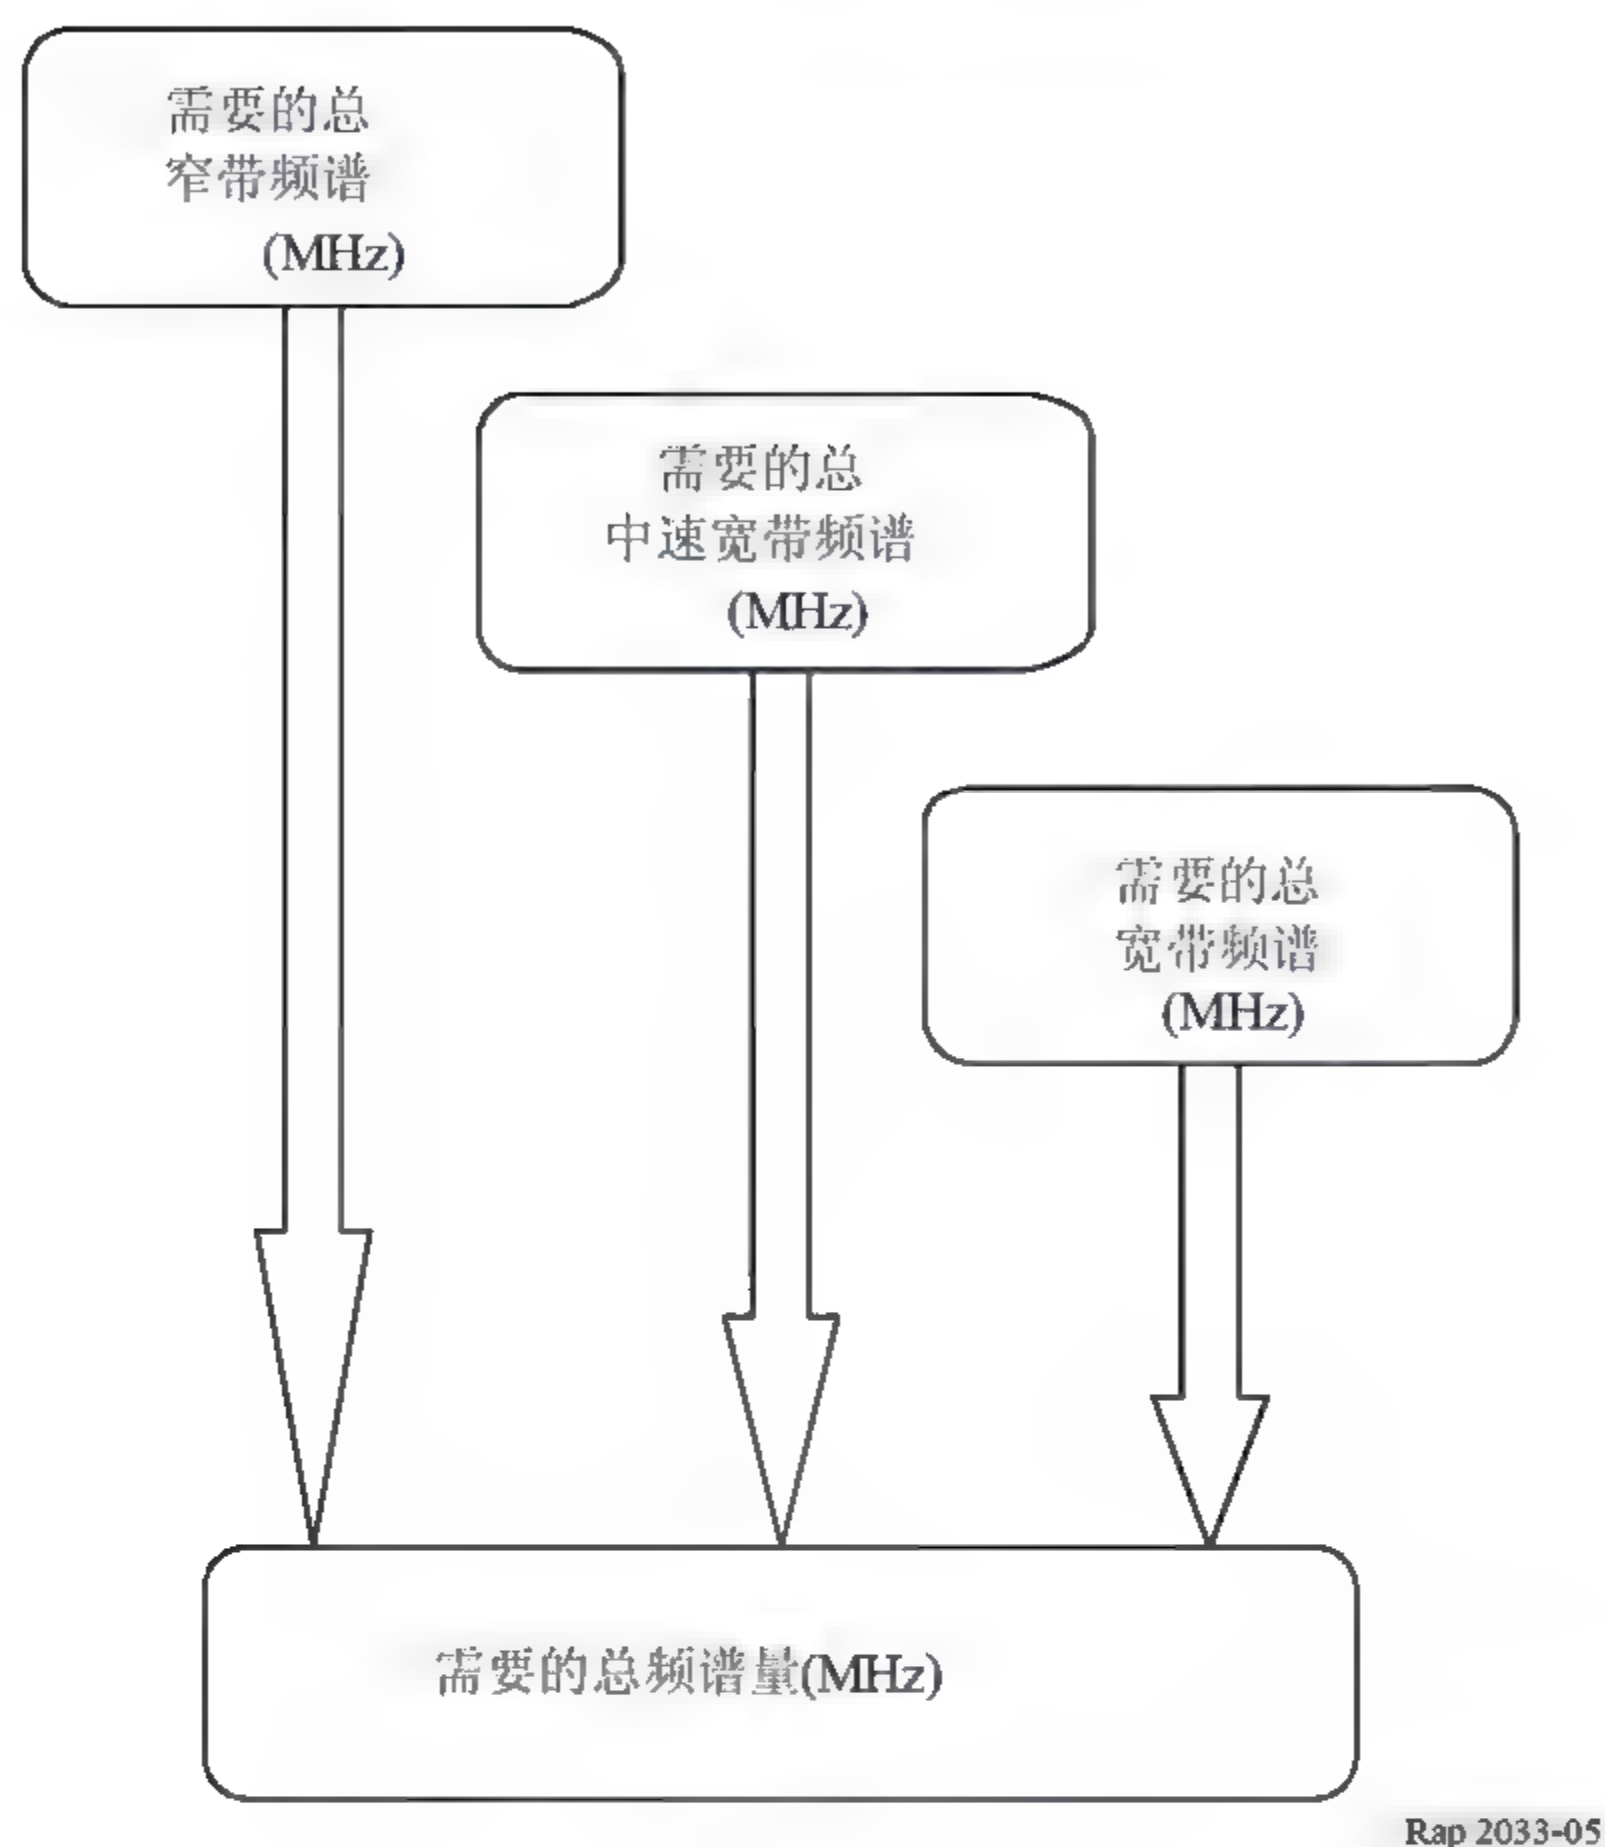 需要的总
窄带频谱
(MHz)
需要的总
中速宽带频谱
(MHz)
需要的总
宽带频谱
(MHz)
需要的总频谱量(MHz)
Rap 2033-05